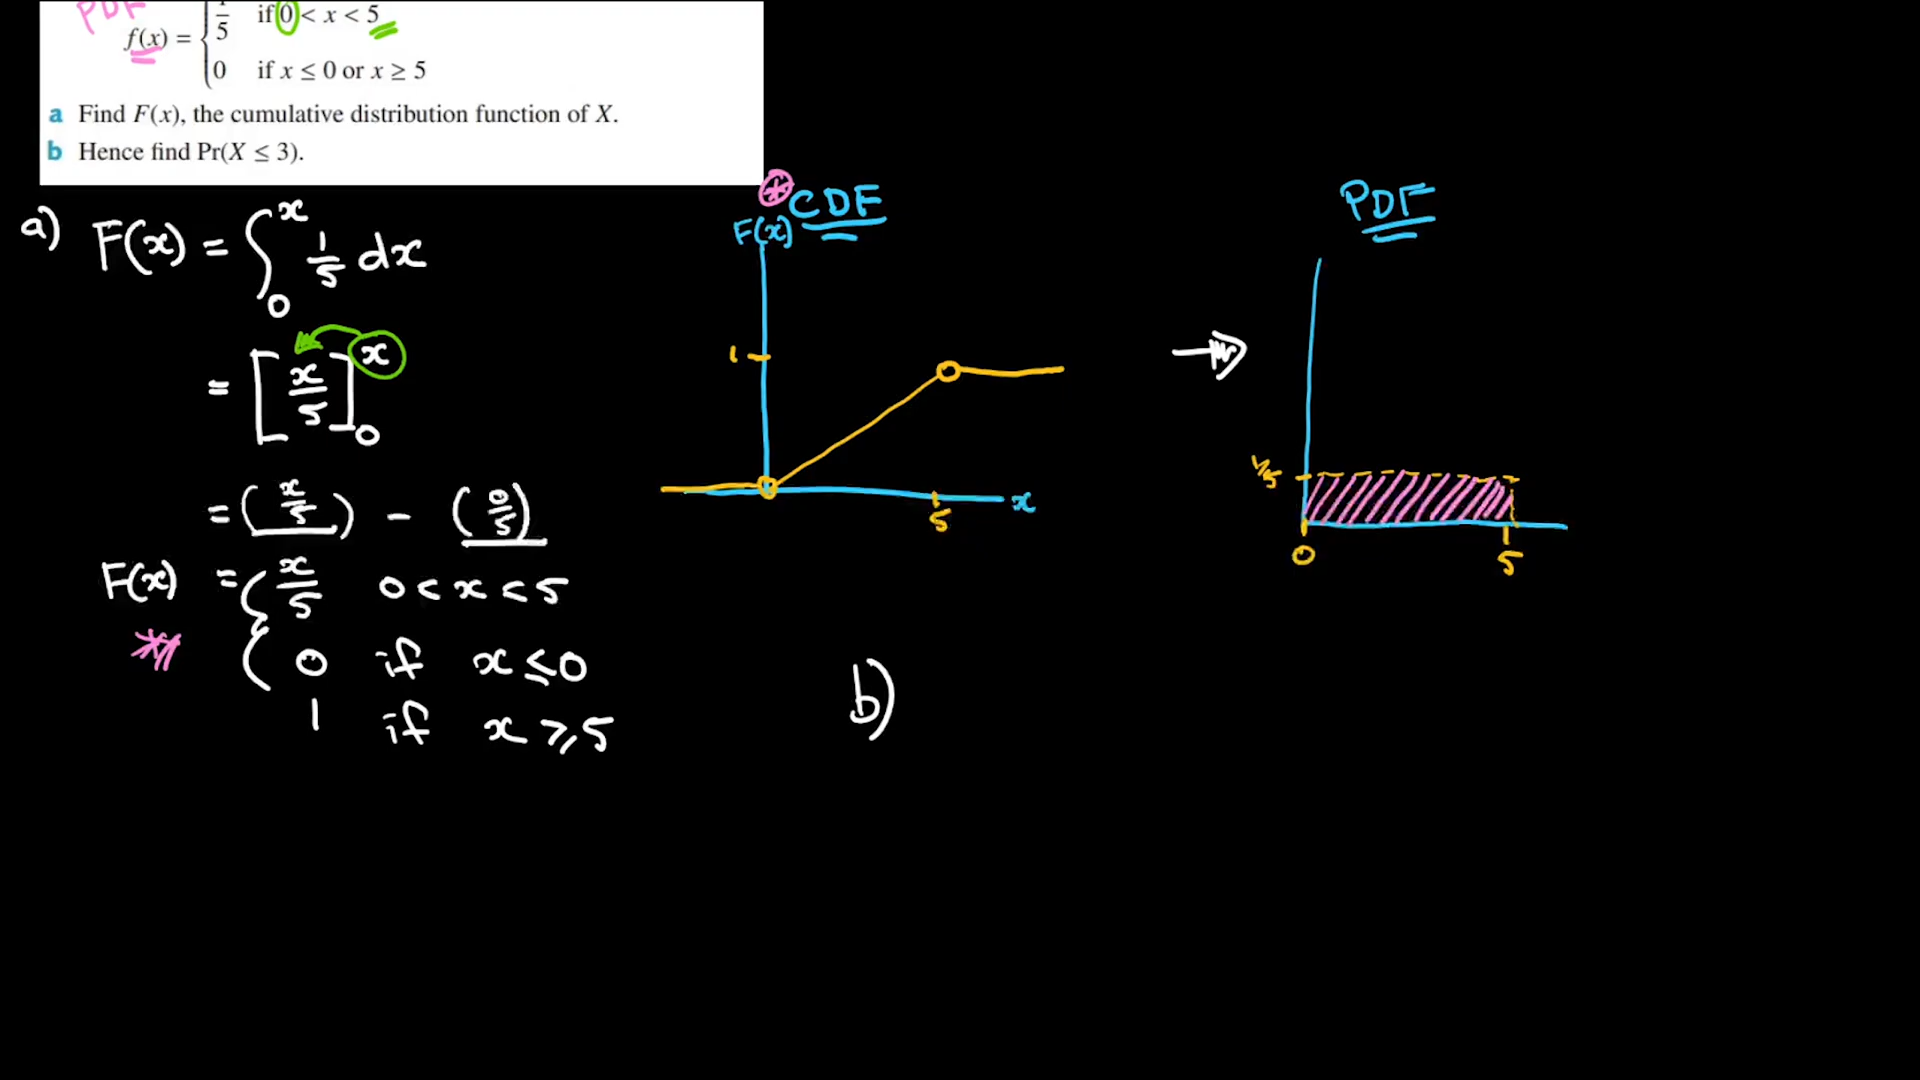 PDF
f(x) = { 1/5 if 0 < x < 5
0 if x ≤ 0 or x ≥ 5
a Find F(x), the cumulative distribution function of X.
b Hence find Pr(X ≤ 3).
a) F(x) = ∫₀ˣ 1/5 dx
= [x/5]₀ˣ
= (x/5) - (0/5)
F(x) = { x/5 0 < x < 5
0 if x ≤ 0
1 if x ≥ 5
* CDF
F(x)
1
5
x
PDF
1/5
0
5
b)